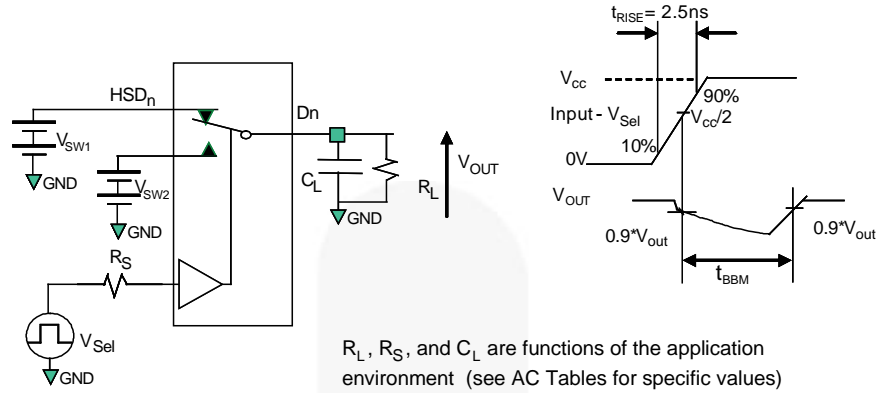 tRISE = 2.5ns
HSDn
Dn
VSW1
GND
VSW2
GND
CL
RL
VOUT
GND
RS
VSel
GND
Vcc
90%
Input - VSel
Vcc/2
10%
0V
VOUT
0.9*Vout
0.9*Vout
tBBM
RL, RS, and CL are functions of the application
environment (see AC Tables for specific values)